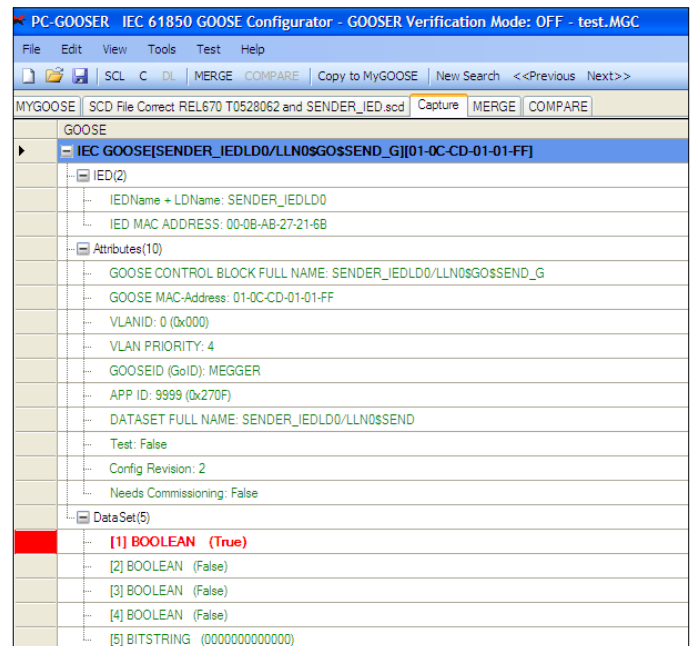 PC-GOOSER IEC 61850 GOOSE Configurator - GOOSER Verification Mode: OFF - test.MGC
File Edit View Tools Test Help
SCL C DL MERGE COMPARE Copy to MyGOOSE New Search <<Previous Next>>
MYGOOSE SCD File Correct REL670 T0528062 and SENDER_IED.scd Capture MERGE COMPARE
GOOSE
IEC GOOSE[SENDER_IEDLD0/LLN0$GO$SEND_G][01-0C-CD-01-01-FF]
IED(2)
IEDName + LDName: SENDER_IEDLD0
IED MAC ADDRESS: 00-0B-AB-27-21-6B
Attributes(10)
GOOSE CONTROL BLOCK FULL NAME: SENDER_IEDLD0/LLN0$GO$SEND_G
GOOSE MAC-Address: 01-0C-CD-01-01-FF
VLANID: 0 (0x000)
VLAN PRIORITY: 4
GOOSEID (GoID): MEGGER
APP ID: 9999 (0x270F)
DATASET FULL NAME: SENDER_IEDLD0/LLN0$SEND
Test: False
Config Revision: 2
Needs Commissioning: False
DataSet(5)
[1] BOOLEAN (True)
[2] BOOLEAN (False)
[3] BOOLEAN (False)
[4] BOOLEAN (False)
[5] BITSTRING (0000000000000)